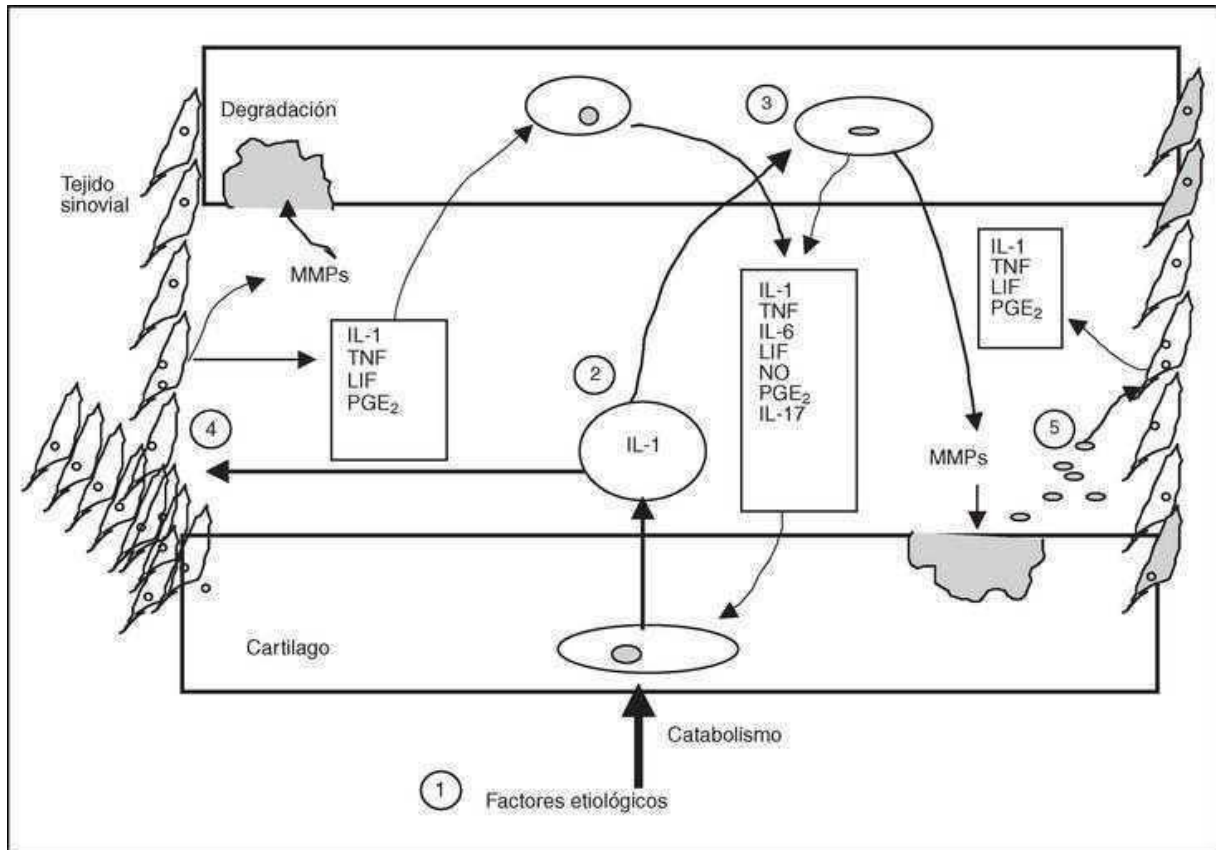 Degradación
3
Tejido
sinovial
MMPs
IL-1
TNF
LIF
PGE₂
IL-1
TNF
LIF
PGE₂
2
IL-1
TNF
IL-6
LIF
NO
PGE₂
IL-17
4
IL-1
5
MMPs
Cartilago
Catabolismo
1
Factores etiológicos